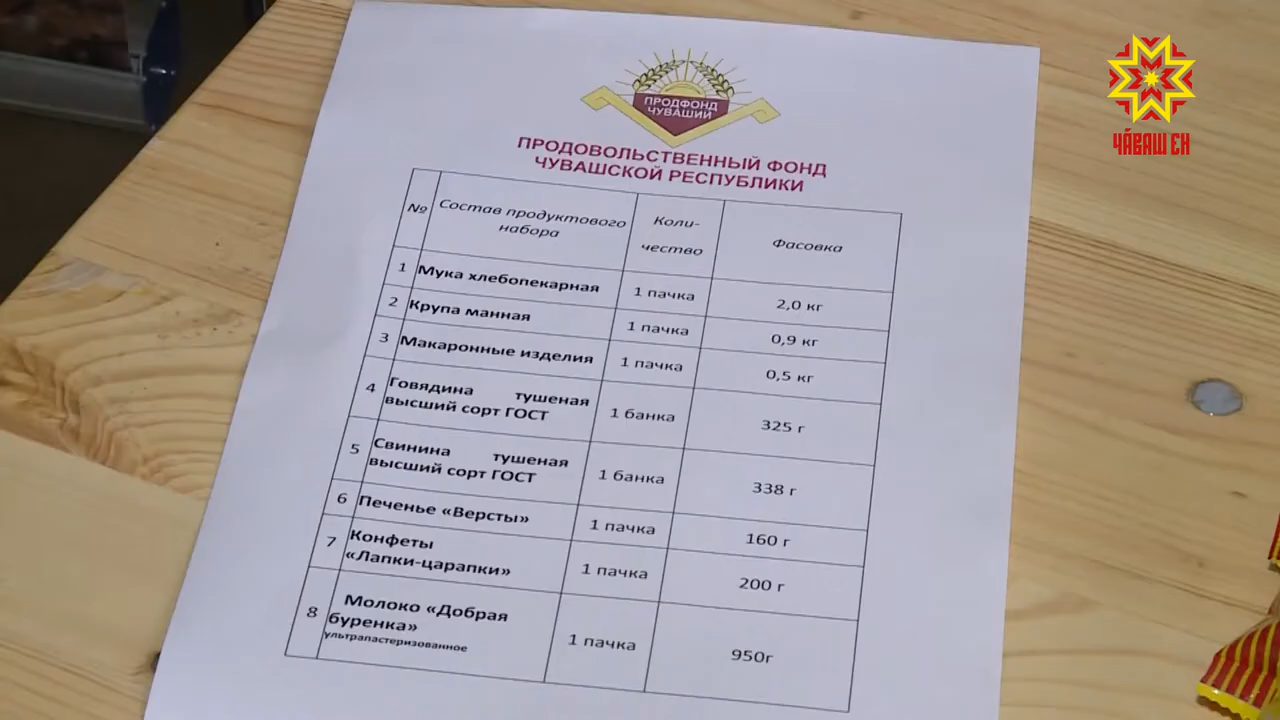 ПРОДФОНД
ЧУВАШИЙ
ПРОДОВОЛЬСТВЕННЫЙ ФОНД
ЧУВАШСКОЙ РЕСПУБЛИКИ
№ Состав продуктового набора Коли-чество Фасовка
1 Мука хлебопекарная 1 пачка 2,0 кг
2 Крупа манная 1 пачка 0,9 кг
3 Макаронные изделия 1 пачка 0,5 кг
4 Говядина тушеная 1 банка 325 г
высший сорт ГОСТ
5 Свинина тушеная 1 банка 338 г
высший сорт ГОСТ
6 Печенье «Версты» 1 пачка 160 г
7 Конфеты 1 пачка 200 г
«Лапки-царапки»
8 Молоко «Добрая 1 пачка 950г
буренка»
ультрапастеризованное
ЧӐВАШ ЕН